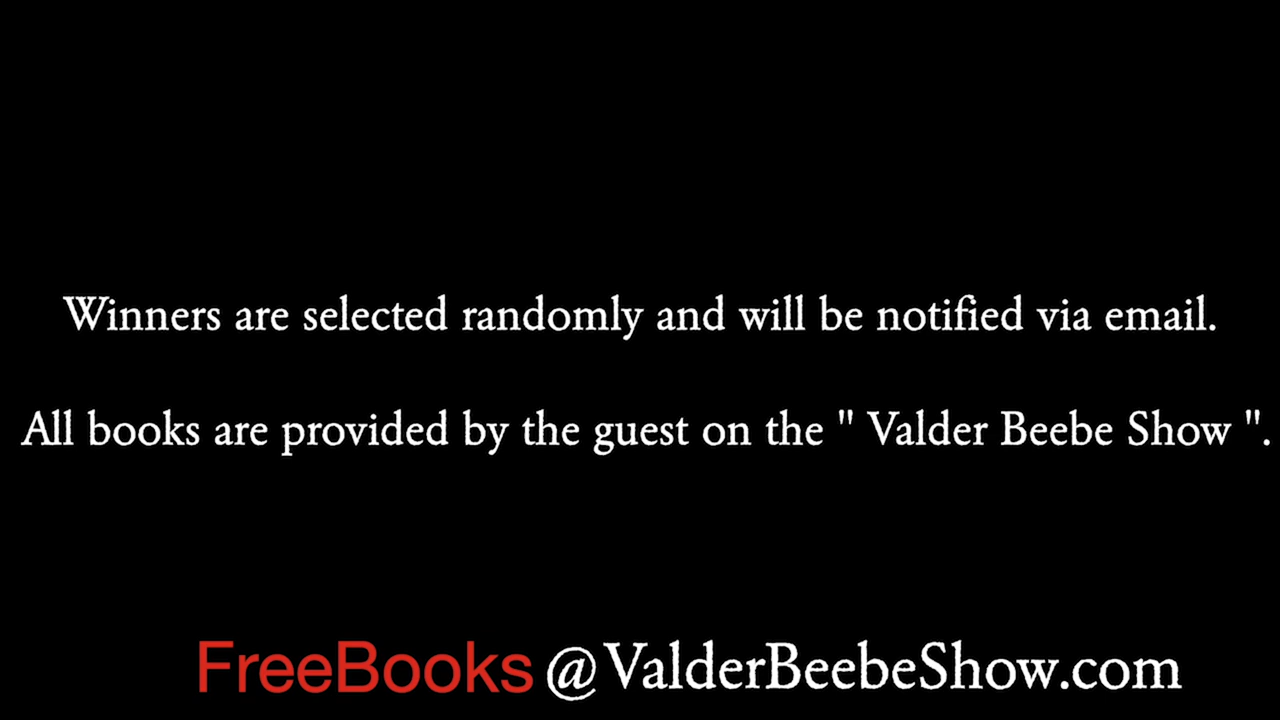 Winners are selected randomly and will be notified via email.
All books are provided by the guest on the " Valder Beebe Show ".
FreeBooks @ValderBeebeShow.com